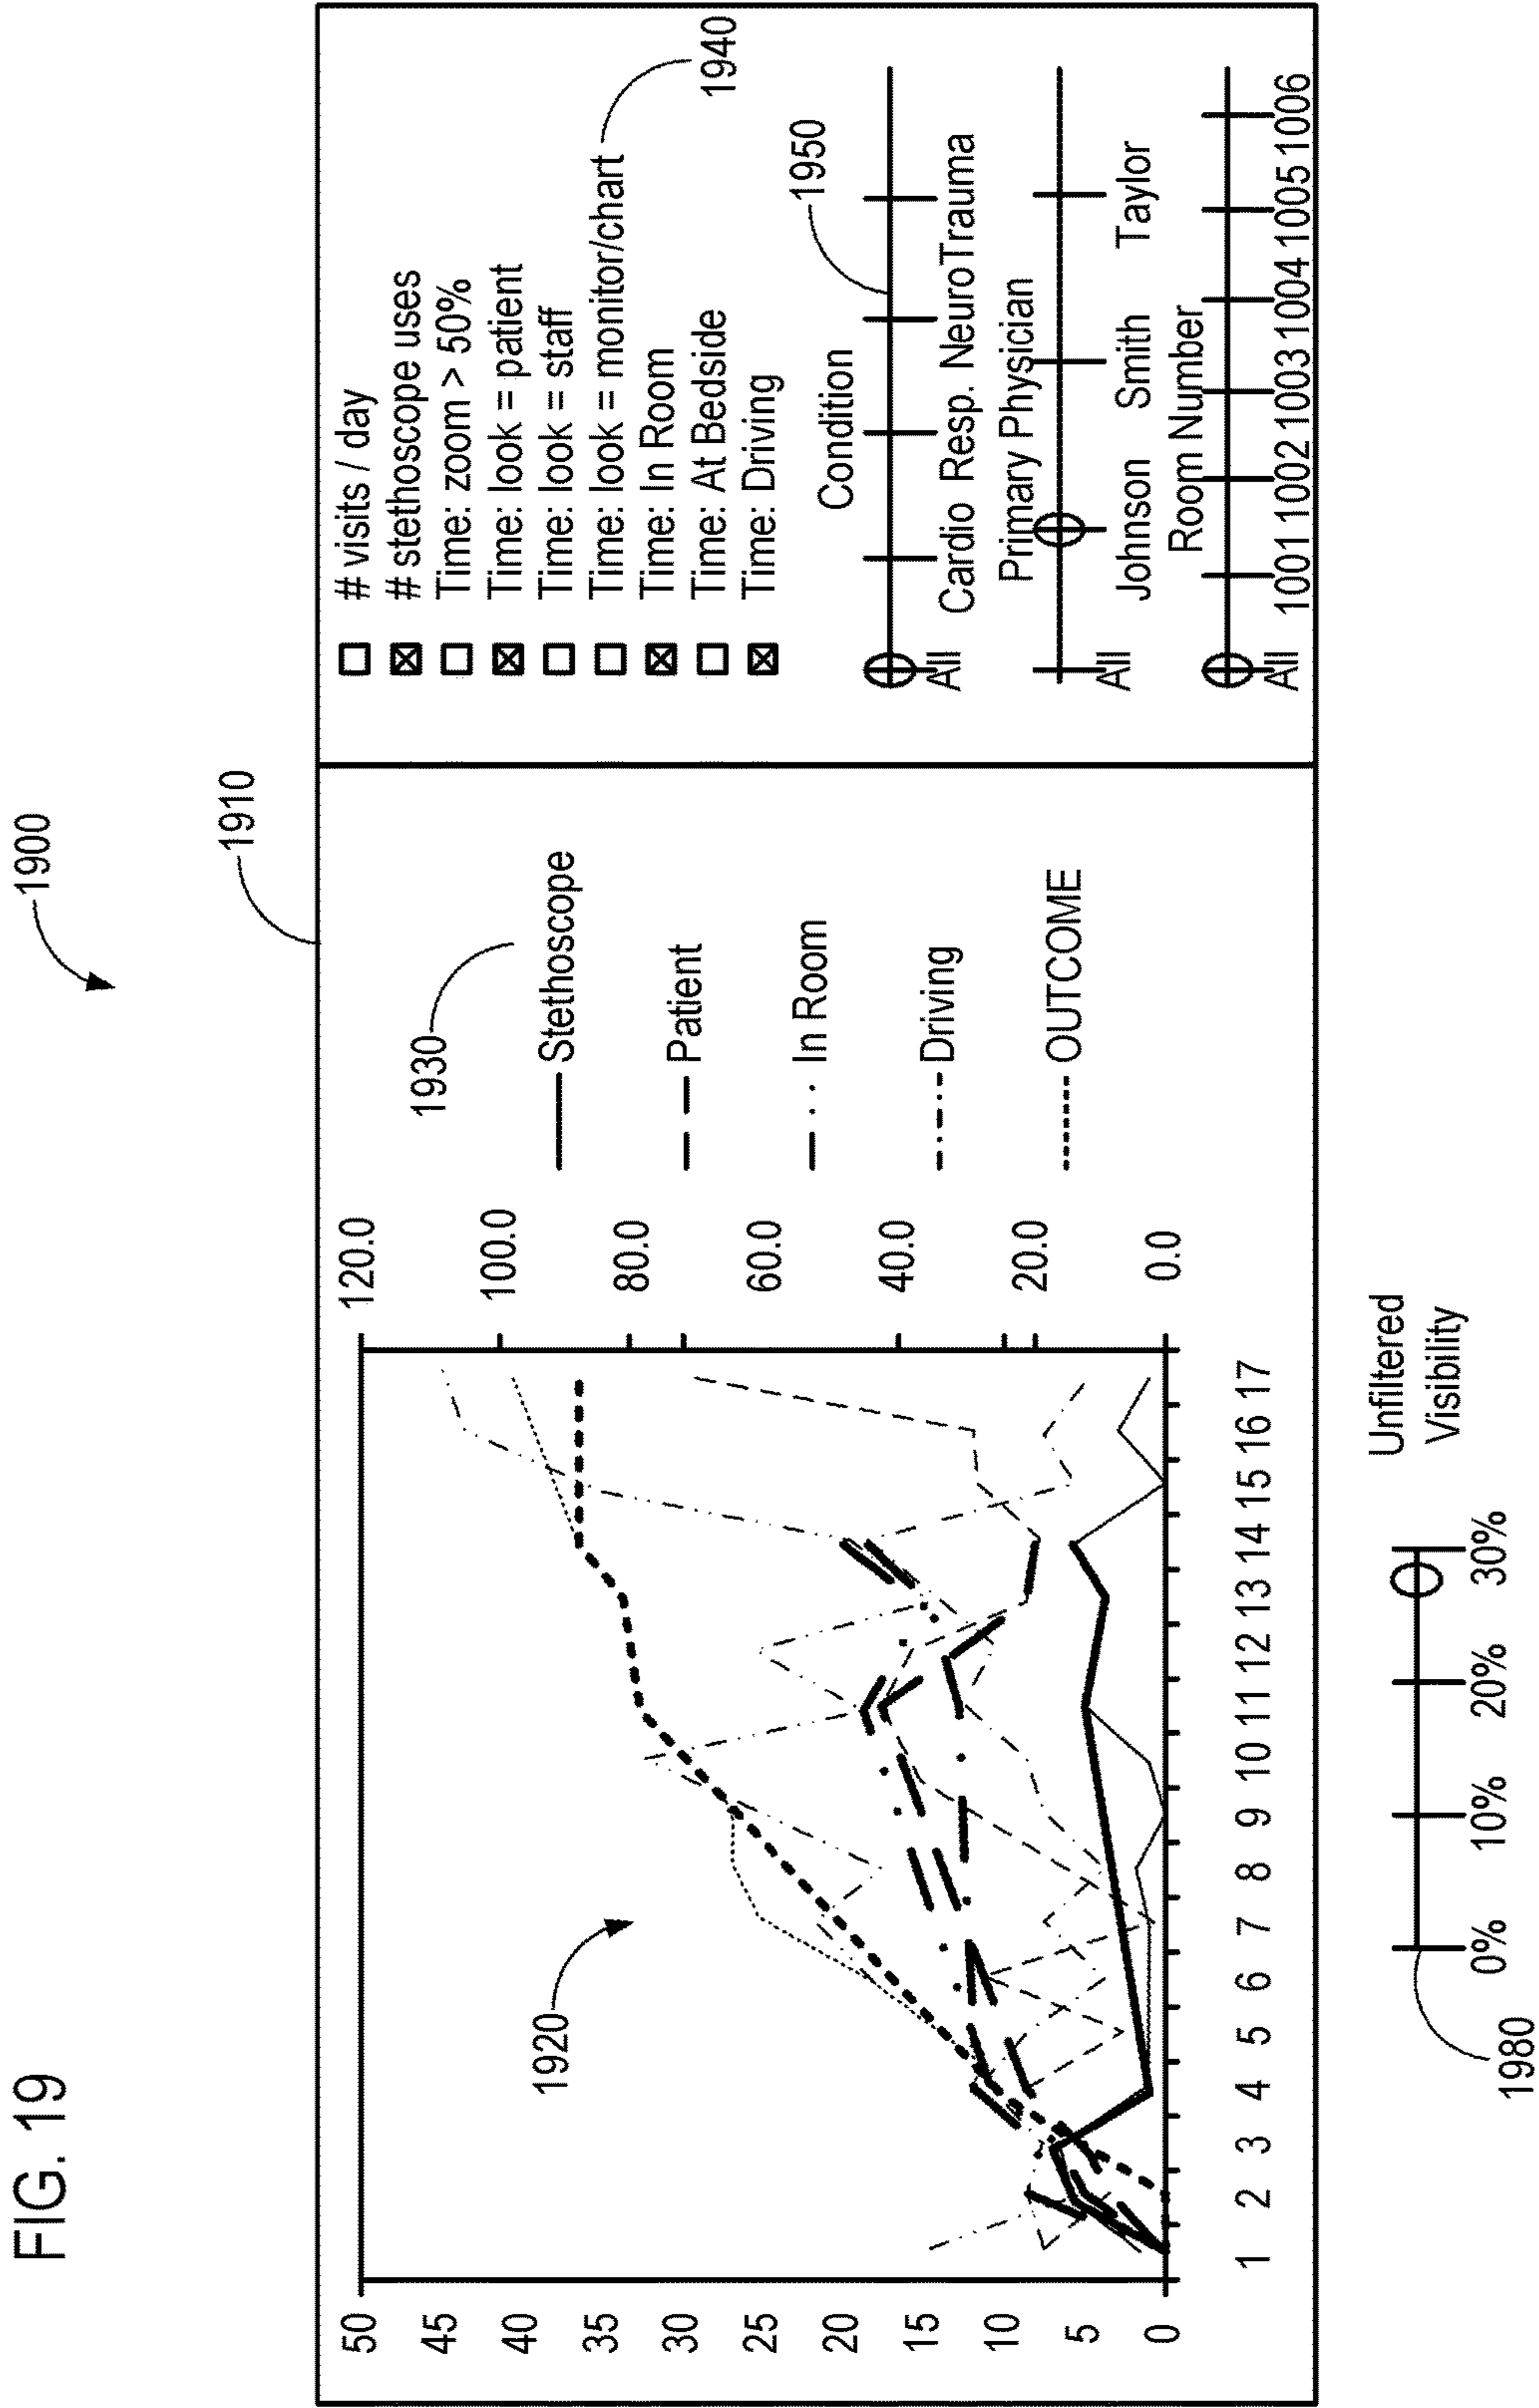 FIG. 19
1900
1910
1920
1930
1940
1950
1980
50
45
40
35
30
25
20
15
10
5
0
120.0
100.0
80.0
60.0
40.0
20.0
0.0
1 2 3 4 5 6 7 8 9 10 11 12 13 14 15 16 17
Stethoscope
Patient
In Room
Driving
OUTCOME
# visits / day
# stethoscope uses
Time: zoom > 50%
Time: look = patient
Time: look = staff
Time: look = monitor/chart
Time: In Room
Time: At Bedside
Time: Driving
Condition
All Cardio Resp. Neuro Trauma
Primary Physician
All Johnson Smith Taylor
Room Number
All 1001 1002 1003 1004 1005 1006
Unfiltered
Visibility
0% 10% 20% 30%